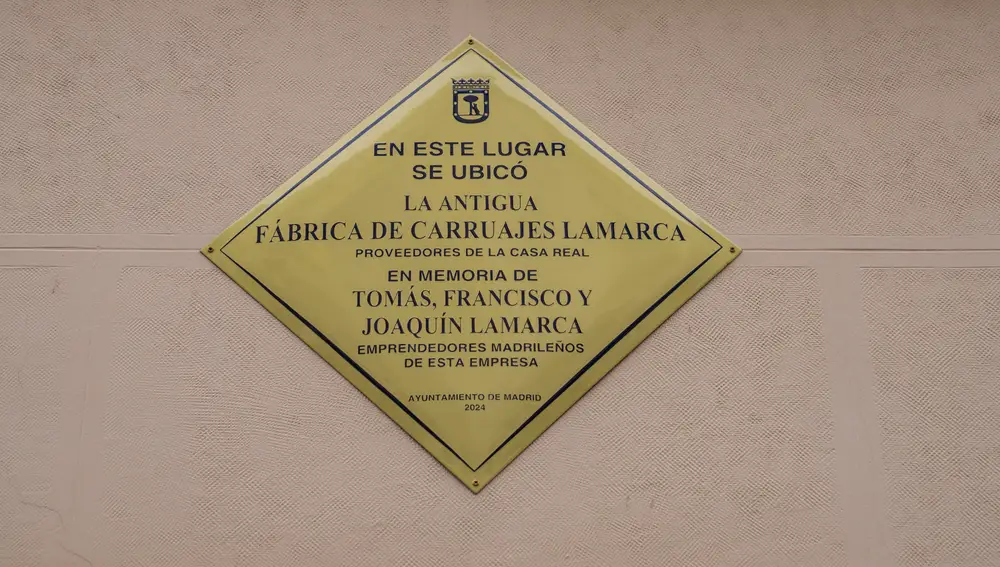 EN ESTE LUGAR
SE UBICÓ
LA ANTIGUA
FÁBRICA DE CARRUAJES LAMARCA
PROVEEDORES DE LA CASA REAL
EN MEMORIA DE
TOMÁS, FRANCISCO Y
JOAQUÍN LAMARCA
EMPRENDEDORES MADRILEÑOS
DE ESTA EMPRESA
AYUNTAMIENTO DE MADRID
2024